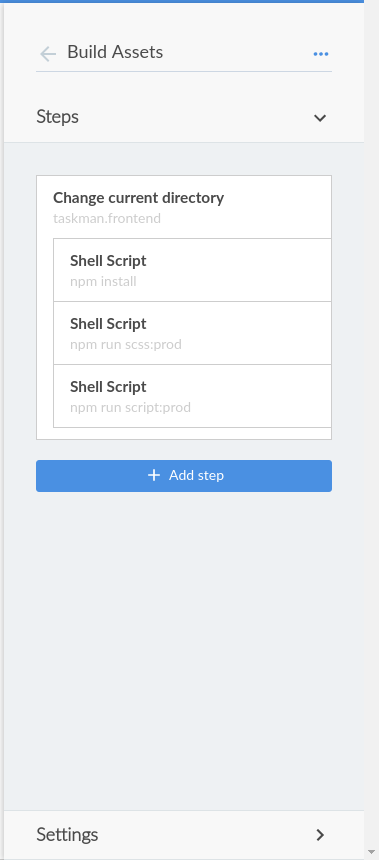 Build Assets
Steps
Change current directory
taskman.frontend
Shell Script
npm install
Shell Script
npm run scss:prod
Shell Script
npm run script:prod
Add step
Settings